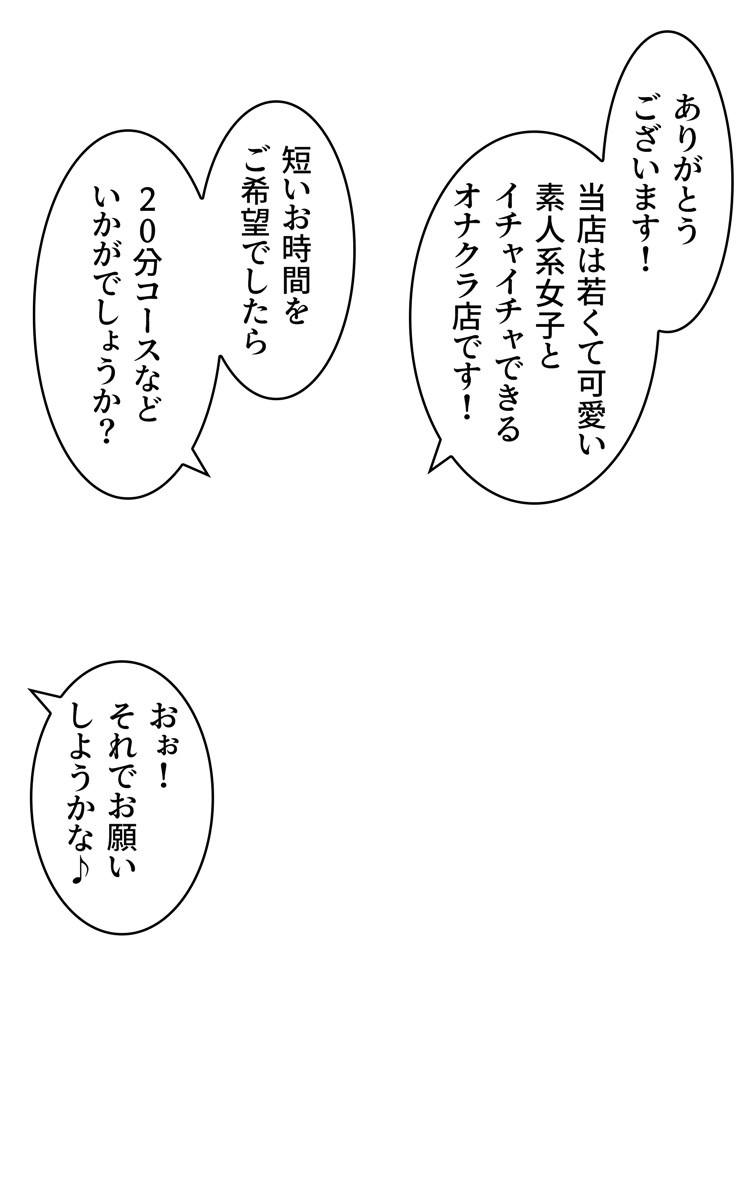 ありがとう
ございます!
当店は若くて可愛い
素人系女子と
イチャイチャできる
オナクラ店です!
短いお時間を
ご希望でしたら
20分コースなど
いかがでしょうか?
おぉ!
それでお願い
しようかな♪